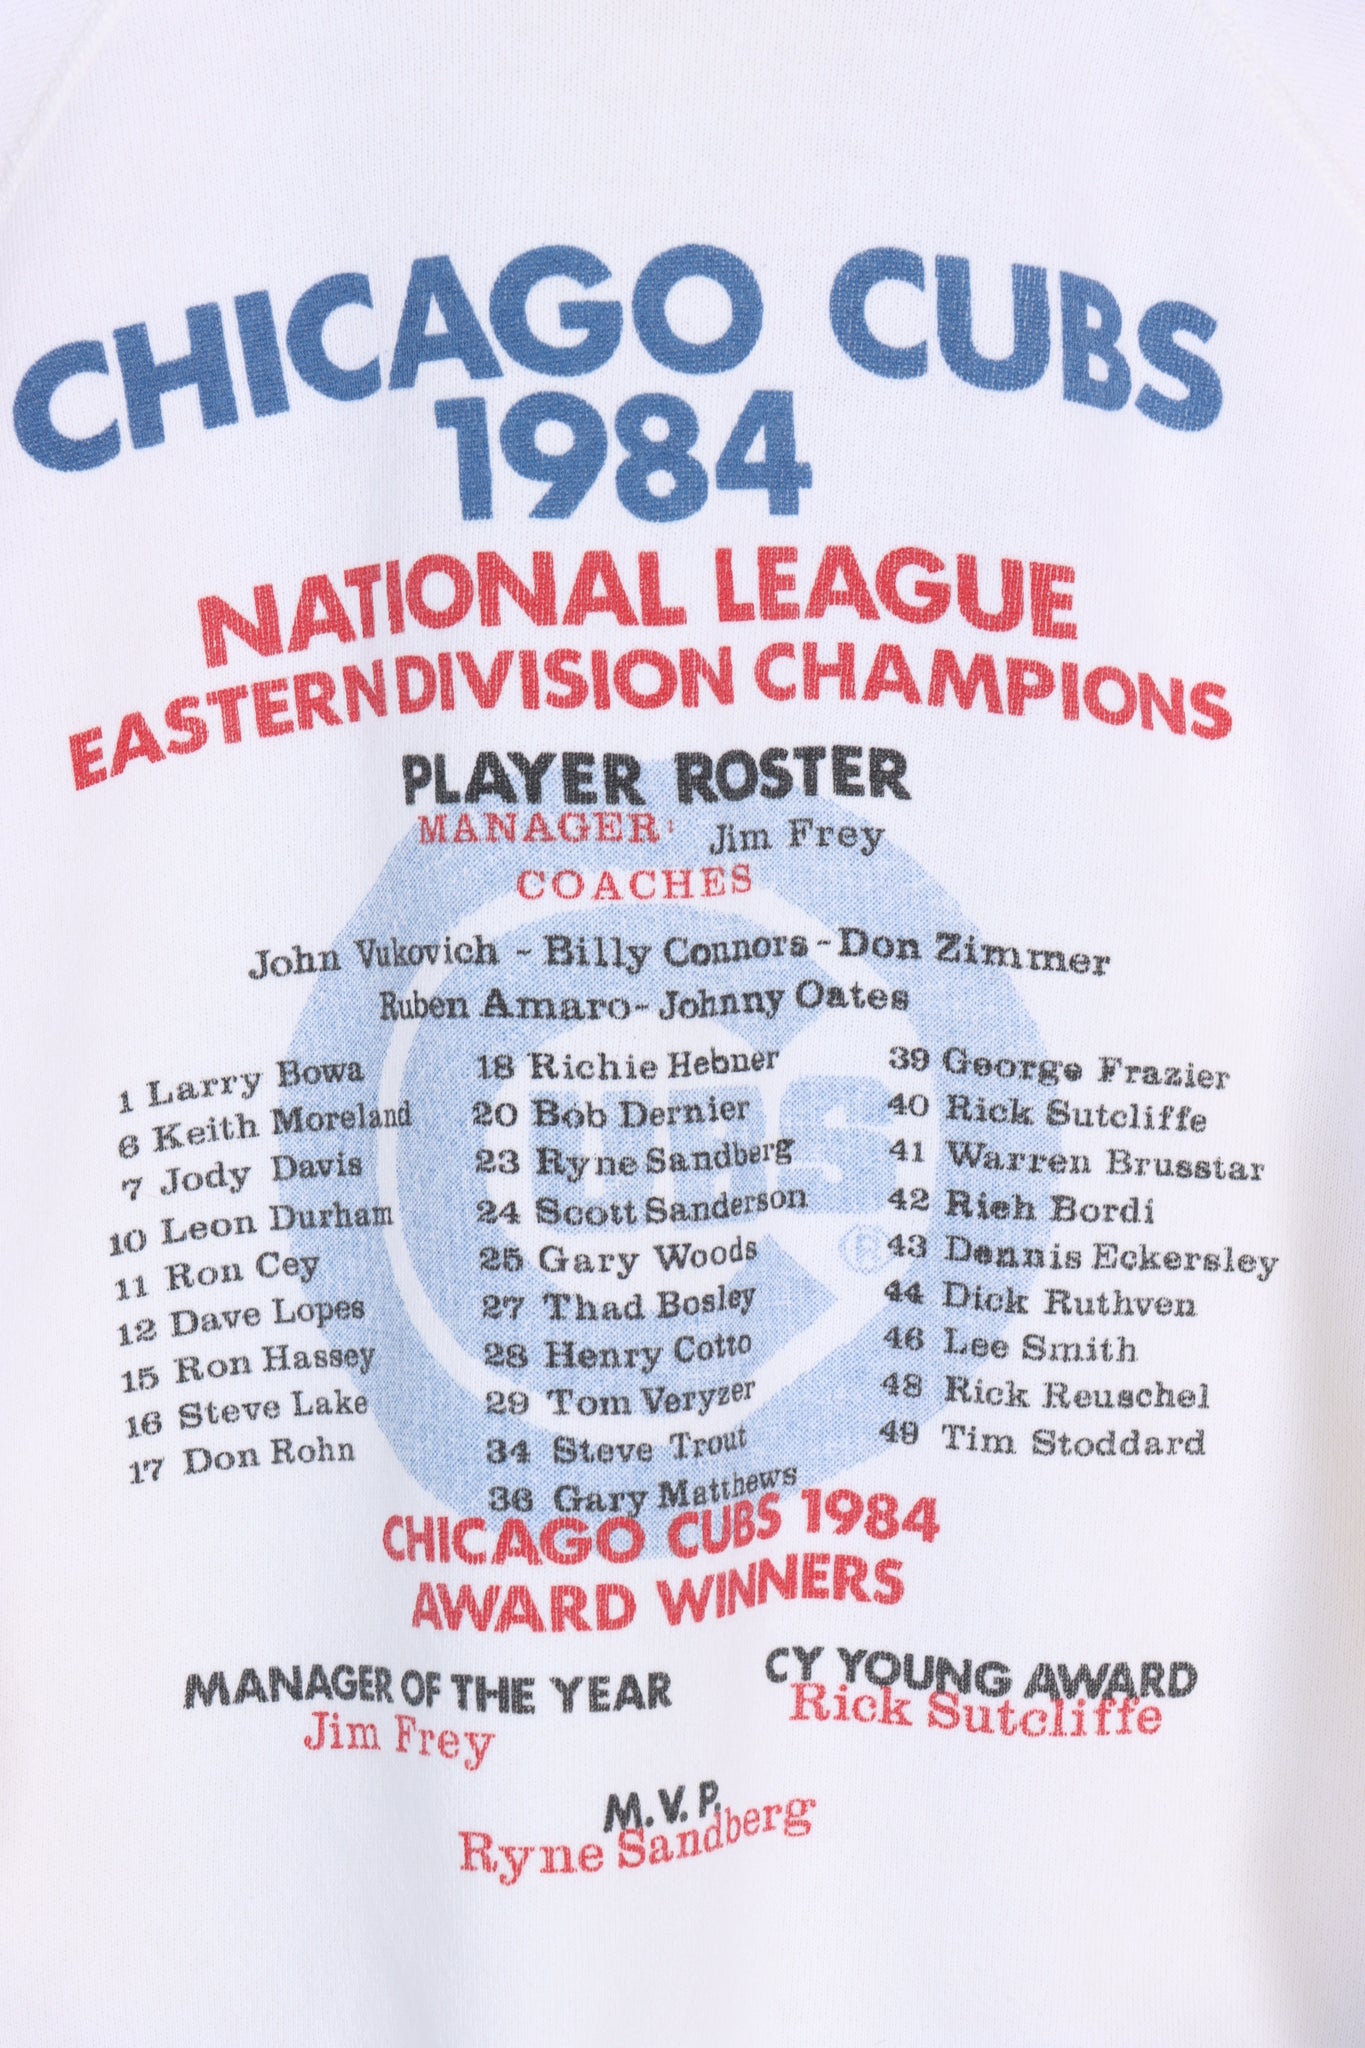 CHICAGO CUBS
1984
NATIONAL LEAGUE
EASTERN DIVISION CHAMPIONS
PLAYER ROSTER
MANAGER: Jim Frey
COACHES
John Vukovich - Billy Connors - Don Zimmer
Ruben Amaro - Johnny Oates
1 Larry Bowa
6 Keith Moreland
7 Jody Davis
10 Leon Durham
11 Ron Cey
12 Dave Lopes
15 Ron Hassey
16 Steve Lake
17 Don Rohn
18 Richie Hebner
20 Bob Dernier
23 Ryne Sandberg
24 Scott Sanderson
25 Gary Woods
27 Thad Bosley
28 Henry Cotto
29 Tom Veryzer
34 Steve Trout
36 Gary Matthews
39 George Frazier
40 Rick Sutcliffe
41 Warren Brusstar
42 Rich Bordi
43 Dennis Eckersley
44 Dick Ruthven
46 Lee Smith
48 Rick Reuschel
49 Tim Stoddard
CUBS
®
CHICAGO CUBS 1984
AWARD WINNERS
MANAGER OF THE YEAR
Jim Frey
CY YOUNG AWARD
Rick Sutcliffe
M.V.P.
Ryne Sandberg